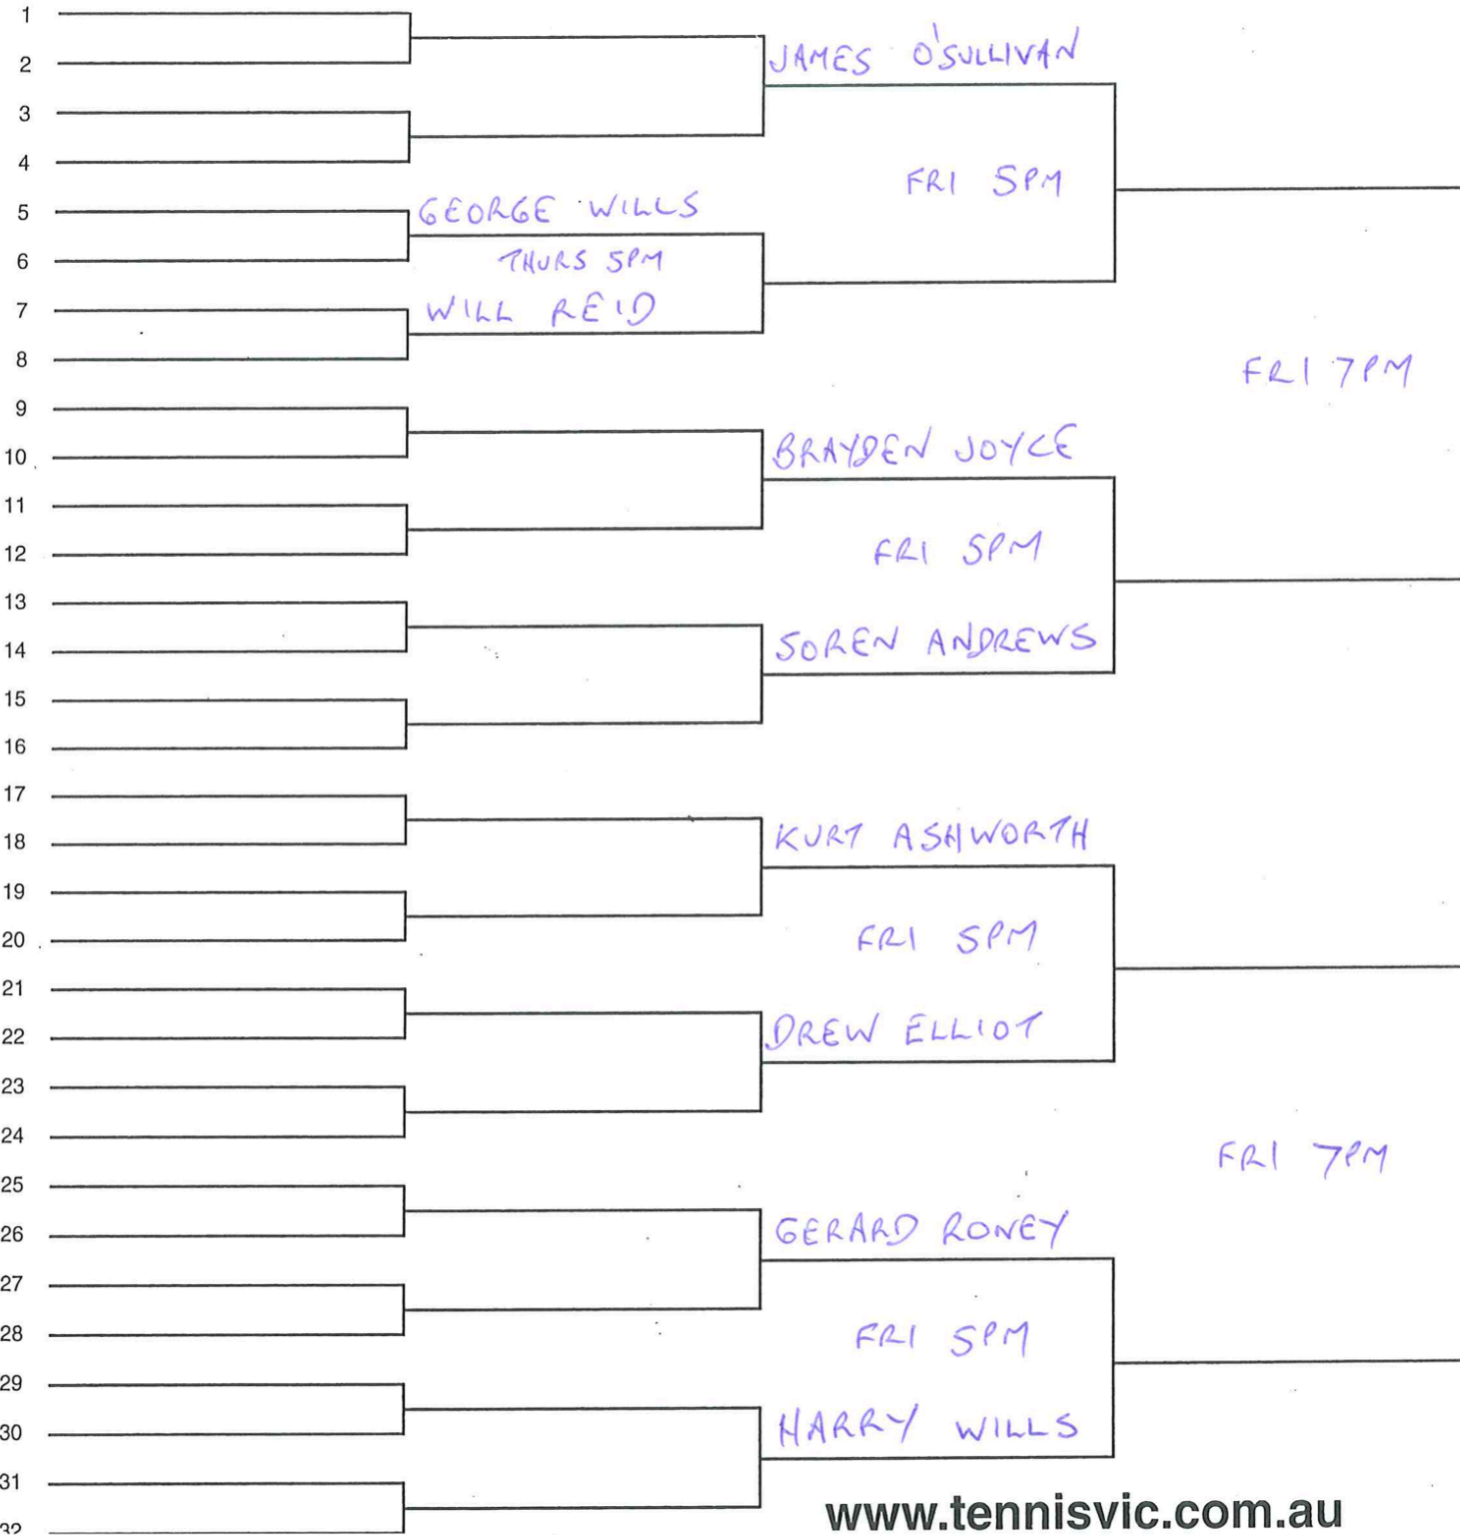 1
JAMES O'SULLIVAN
2
3
4
FRI 5PM
5
GEORGE WILLS
6
THURS 5PM
7
WILL REID
8
FRI 7PM
9
10
BRAYDEN JOYCE
11
12
FRI 5PM
13
14
SOREN ANDREWS
15
16
17
18
KURT ASHWORTH
19
20
FRI 5PM
21
22
DREW ELLIOT
23
24
FRI 7PM
25
26
GERARD RONEY
27
28
FRI 5PM
29
30
HARRY WILLS
31
32
www.tennisvic.com.au